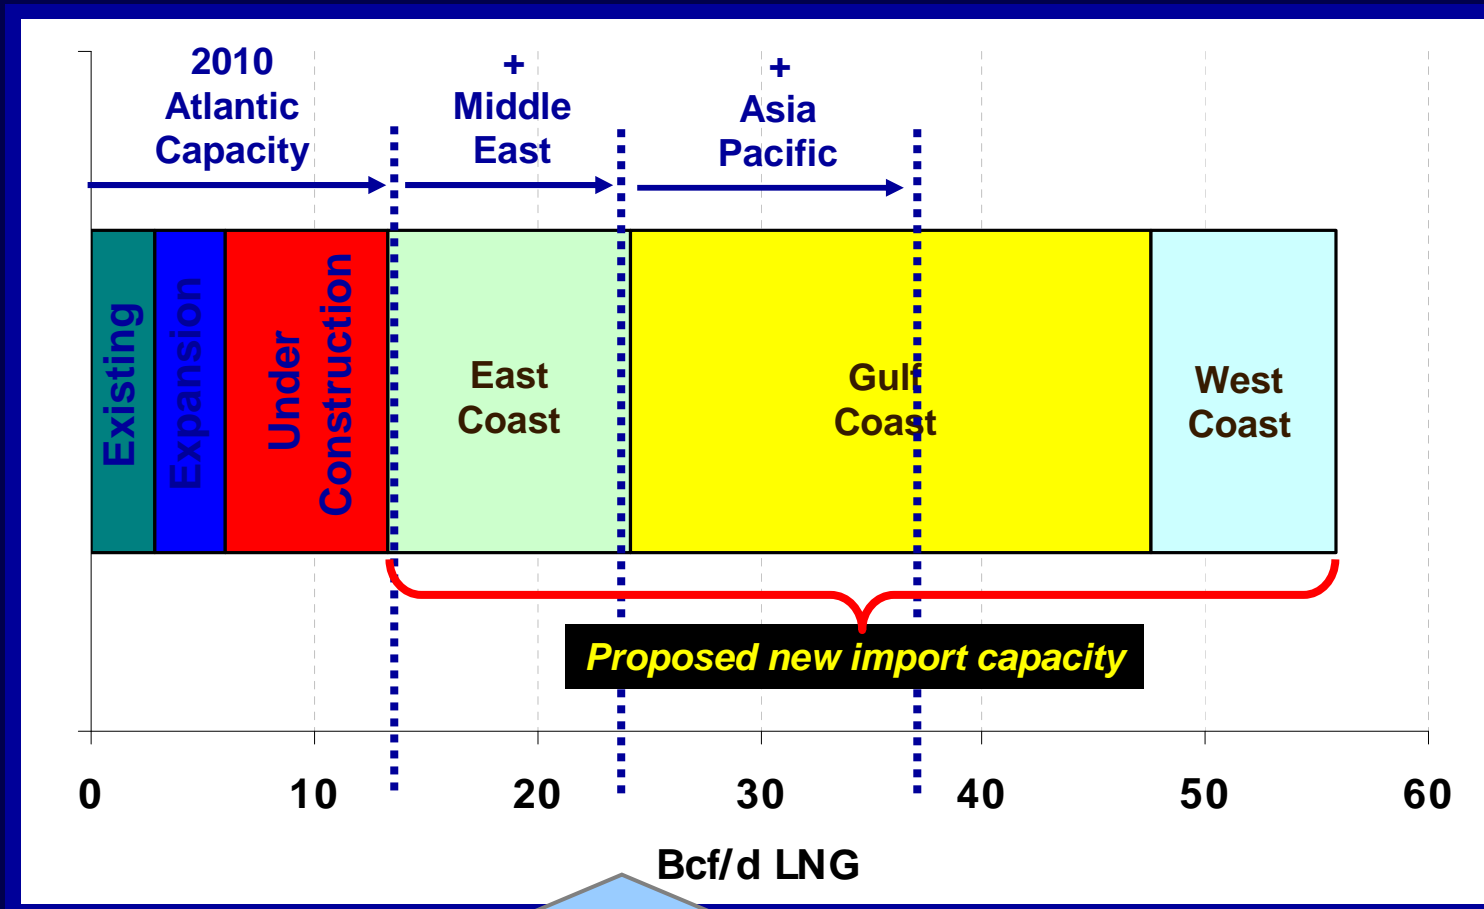 2010
Atlantic
Capacity
+
Middle
East
+
Asia
Pacific
Existing
Expansion
Under
Construction
East
Coast
Gulf
Coast
West
Coast
Proposed new import capacity
0 10 20 30 40 50 60
Bcf/d LNG